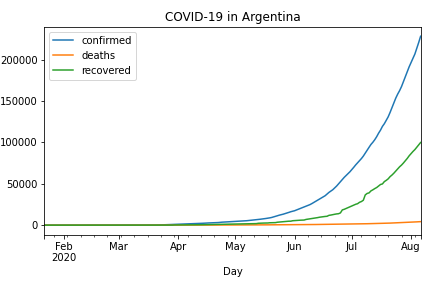 COVID-19 in Argentina
confirmed
deaths
recovered
200000
150000
100000
50000
0
Feb Mar Apr May Jun Jul Aug
2020
Day